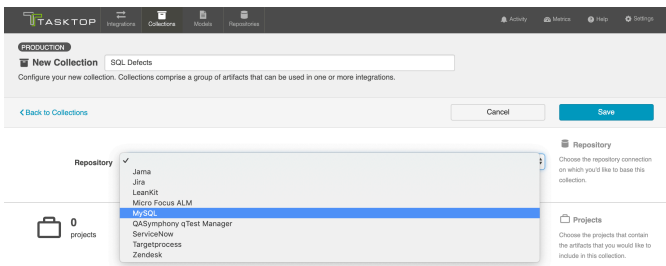 TASKTOP
Integrations
Collections
Models
Repositories
Activity
Metrics
Help
Settings
PRODUCTION
New Collection
SQL Defects
Configure your new collection. Collections comprise a group of artifacts that can be used in one or more integrations.
Back to Collections
Cancel
Save
Repository
Jama
Jira
LeanKit
Micro Focus ALM
MySQL
QASymphony qTest Manager
ServiceNow
Targetprocess
Zendesk
Repository
Choose the repository connection
on which you'd like to base this
collection.
0
projects
Projects
Choose the projects that contain
the artifacts that you would like to
include in this collection.